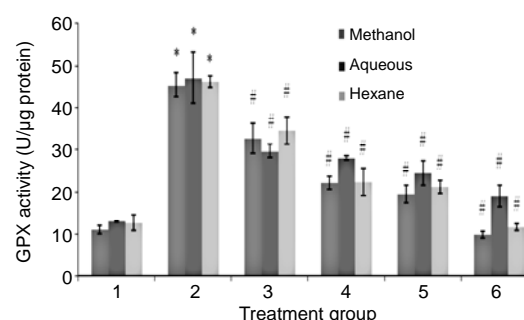 60
50
40
30
20
10
0
GPX activity (U/µg protein)
Methanol
Aqueous
Hexane
* * *
# # #
# # #
# # #
# # #
1 2 3 4 5 6
Treatment group